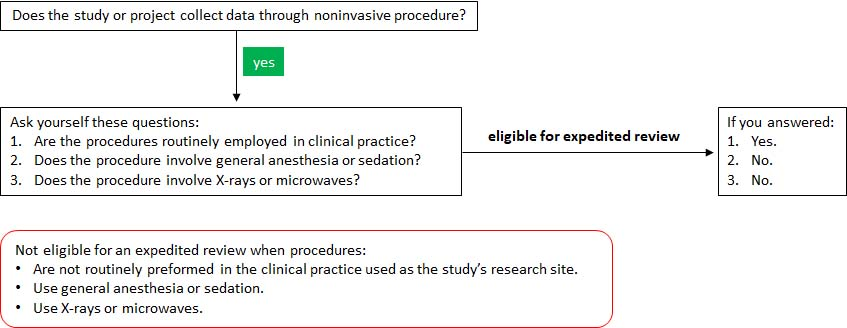 Does the study or project collect data through noninvasive procedure?
yes
Ask yourself these questions:
1. Are the procedures routinely employed in clinical practice?
2. Does the procedure involve general anesthesia or sedation?
3. Does the procedure involve X-rays or microwaves?
eligible for expedited review
If you answered:
1. Yes.
2. No.
3. No.
Not eligible for an expedited review when procedures:
• Are not routinely preformed in the clinical practice used as the study's research site.
• Use general anesthesia or sedation.
• Use X-rays or microwaves.